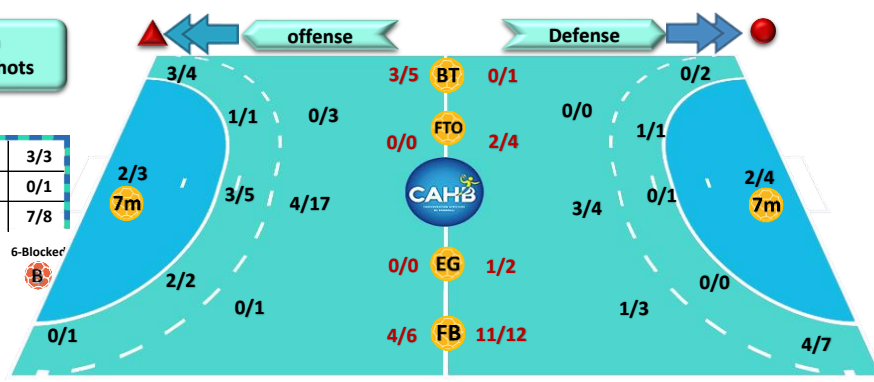 offense
Defense
hots
3/4
3/5
BT
0/1
0/2
1/1
0/3
0/0
1/1
0/0
FTO
2/4
3/3
0/1
7/8
2/3
7m
3/5
4/17
CAHB
3/4
0/1
2/4
7m
6-Blocked
B
2/2
0/0
EG
1/2
0/0
0/1
1/3
0/1
4/6
FB
11/12
4/7